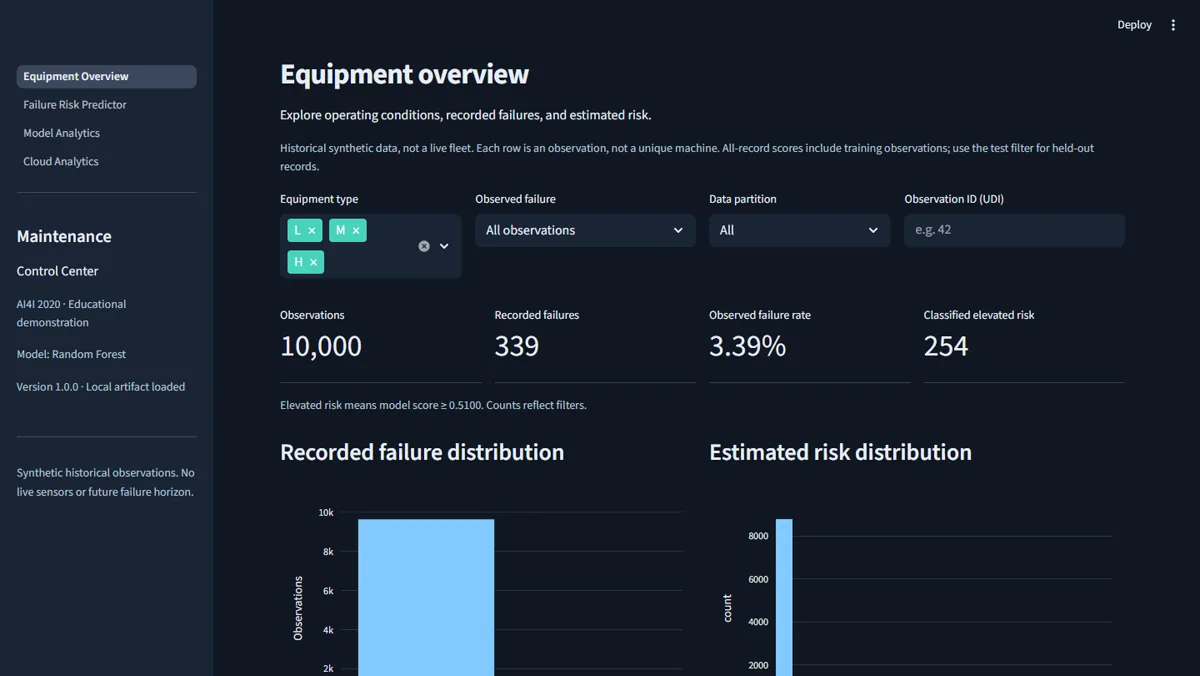 Deploy
Equipment Overview
Failure Risk Predictor
Model Analytics
Cloud Analytics
Maintenance
Control Center
AI4I 2020 · Educational
demonstration
Model: Random Forest
Version 1.0.0 · Local artifact loaded
Synthetic historical observations. No
live sensors or future failure horizon.
Equipment overview
Explore operating conditions, recorded failures, and estimated risk.
Historical synthetic data, not a live fleet. Each row is an observation, not a unique machine. All-record scores include training observations; use the test filter for held-out
records.
Equipment type
L
M
H
Observed failure
All observations
Data partition
All
Observation ID (UDI)
e.g. 42
Observations
10,000
Recorded failures
339
Observed failure rate
3.39%
Classified elevated risk
254
Elevated risk means model score ≥ 0.5100. Counts reflect filters.
Recorded failure distribution
10k
8k
6k
4k
2k
Observations
Estimated risk distribution
8000
6000
4000
2000
count